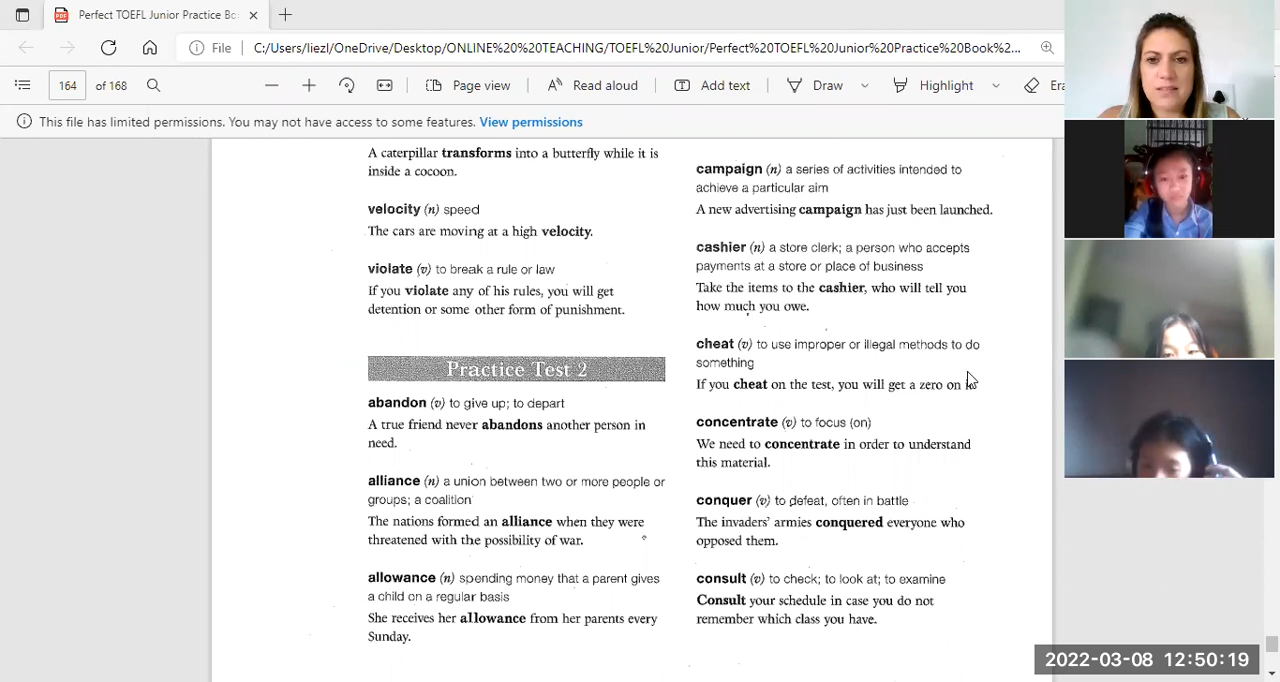 Perfect TOEFL Junior Practice Bo
File
C:/Users/liezl/OneDrive/Desktop/ONLINE%20%20TEACHING/TOEFL%20Junior/Perfect%20TOEFL%20Junior%20Practice%20Book%2...
164 of 168
Page view
Read aloud
Add text
Draw
Highlight
Era
This file has limited permissions. You may not have access to some features. View permissions
A caterpillar transforms into a butterfly while it is
inside a cocoon.
velocity (n) speed
The cars are moving at a high velocity.
violate (v) to break a rule or law
If you violate any of his rules, you will get
detention or some other form of punishment.
Practice Test 2
abandon (v) to give up; to depart
A true friend never abandons another person in
need.
alliance (n) a union between two or more people or
groups; a coalition
The nations formed an alliance when they were
threatened with the possibility of war.
allowance (n) spending money that a parent gives
a child on a regular basis
She receives her allowance from her parents every
Sunday.
campaign (n) a series of activities intended to
achieve a particular aim
A new advertising campaign has just been launched.
cashier (n) a store clerk; a person who accepts
payments at a store or place of business
Take the items to the cashier, who will tell you
how much you owe.
cheat (v) to use improper or illegal methods to do
something
If you cheat on the test, you will get a zero on
concentrate (v) to focus (on)
We need to concentrate in order to understand
this material.
conquer (v) to defeat, often in battle
The invaders' armies conquered everyone who
opposed them.
consult (v) to check; to look at; to examine
Consult your schedule in case you do not
remember which class you have.
2022-03-08 12:50:19